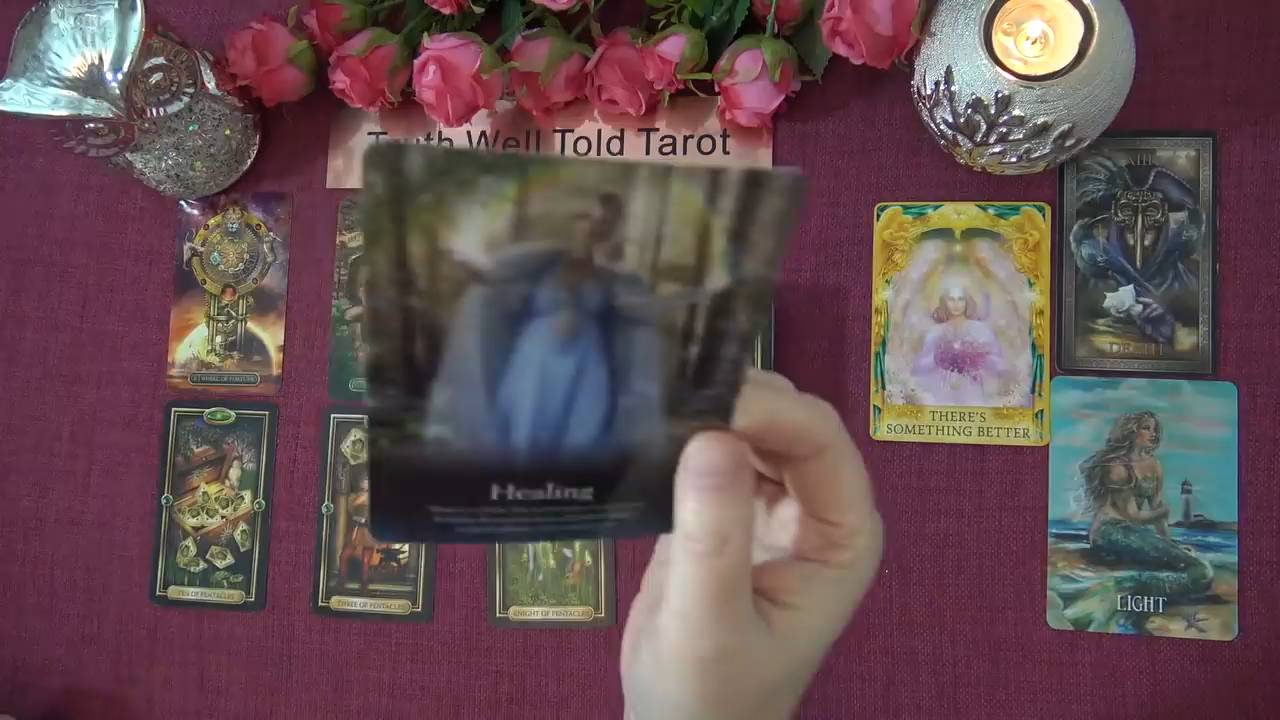 Truth Well Told Tarot
XIII
DEATH
THERE'S
SOMETHING BETTER
WHEEL OF FORTUNE
LIGHT
Healing
TEN OF PENTACLES
THREE OF PENTACLES
KNIGHT OF PENTACLES